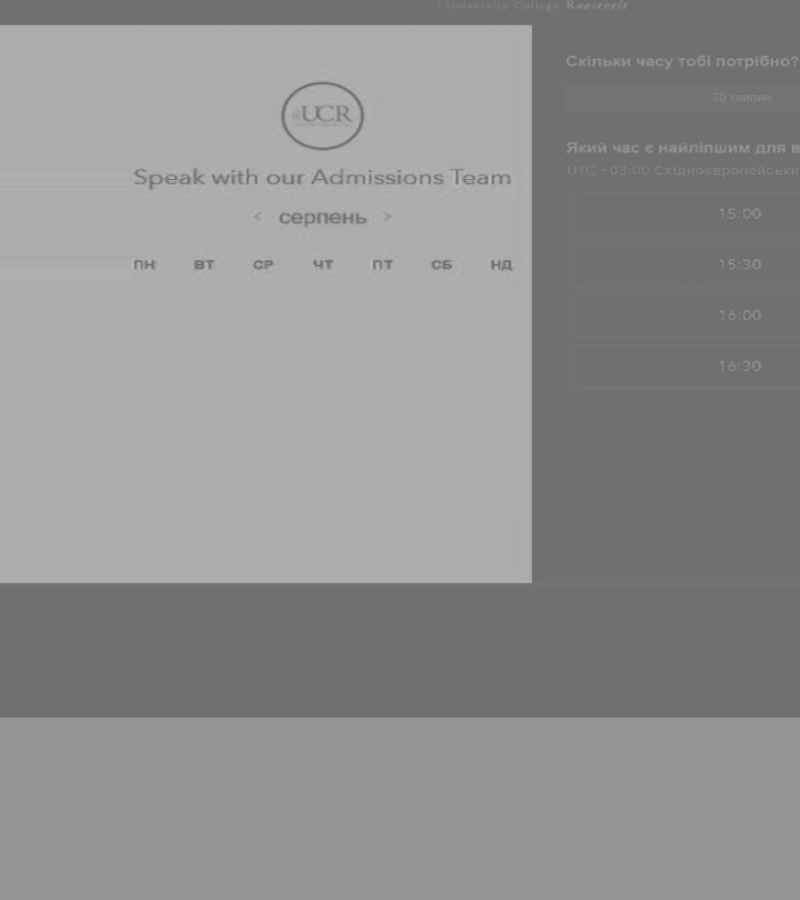 | University College Roosevelt
UCR
Speak with our Admissions Team
< серпень >
ПН ВТ СР ЧТ ПТ СБ НД
Скільки часу тобі потрібно?
30 хвилин
Який час є найліпшим для в
UTC +03:00 Східноєвропейськи
15:00
15:30
16:00
16:30